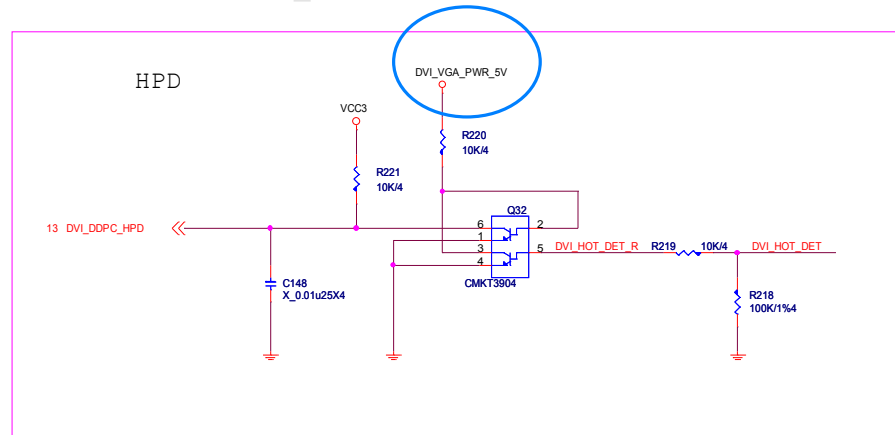 DVI_VGA_PWR_5V
HPD
VCC3
R220
10K/4
R221
10K/4
Q32
13 DVI_DDPC_HPD
6
2
1
3
5
DVI_HOT_DET_R
R219
10K/4
DVI_HOT_DET
4
CMKT3904
C148
X_0.01u25X4
R218
100K/1%4